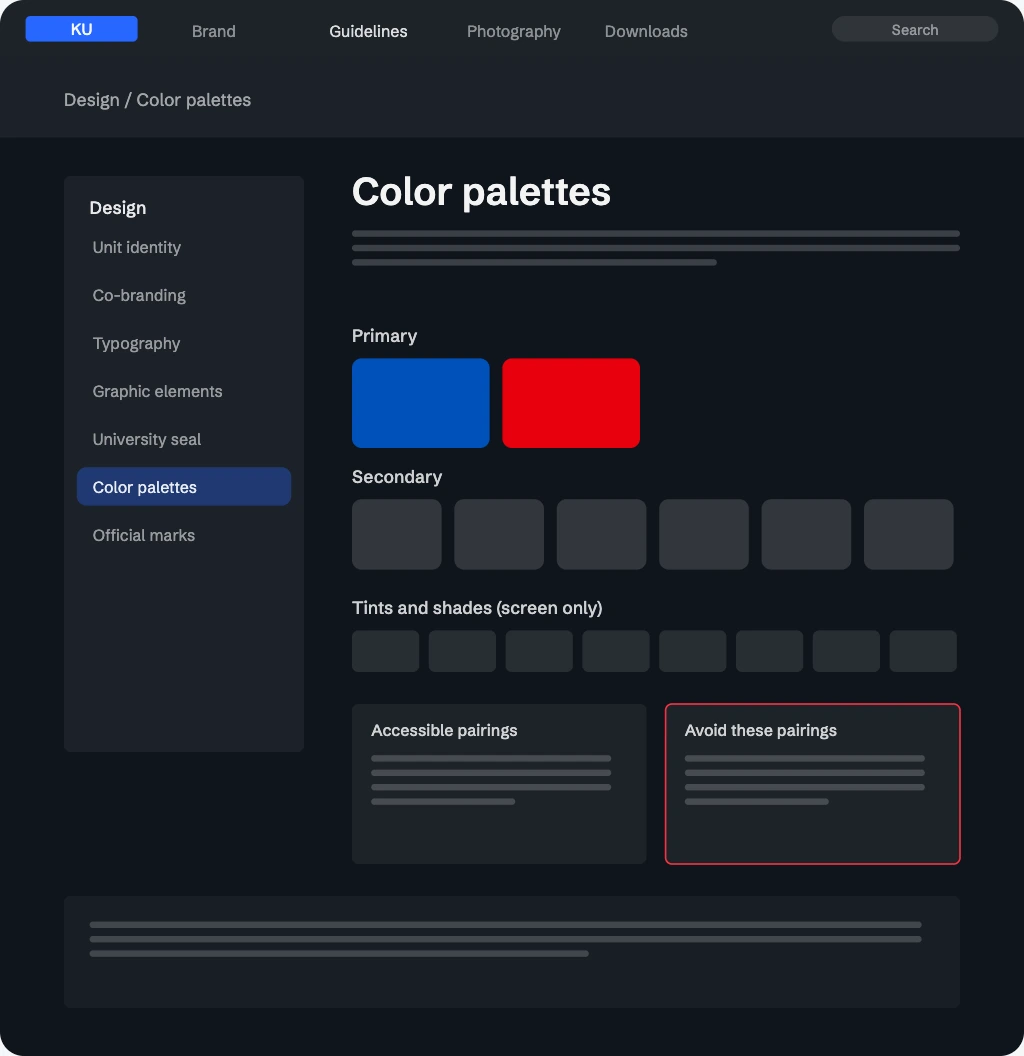 KU
Brand
Guidelines
Photography
Downloads
Search
Design / Color palettes
Design
Unit identity
Co-branding
Typography
Graphic elements
University seal
Color palettes
Official marks
Color palettes
Primary
Secondary
Tints and shades (screen only)
Accessible pairings
Avoid these pairings